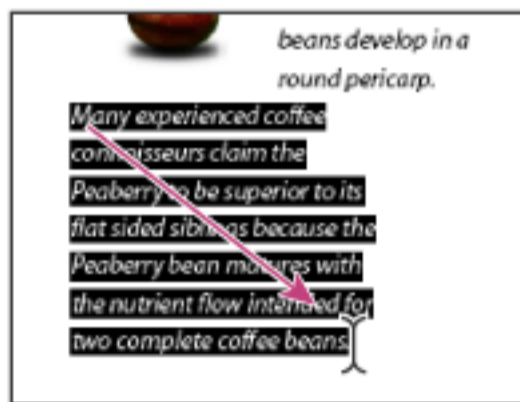 beans develop in a
round pericarp.
Many experienced coffee
connoisseurs claim the
Peaberry to be superior to its
flat sided siblings because the
Peaberry bean matures with
the nutrient flow intended for
two complete coffee beans.